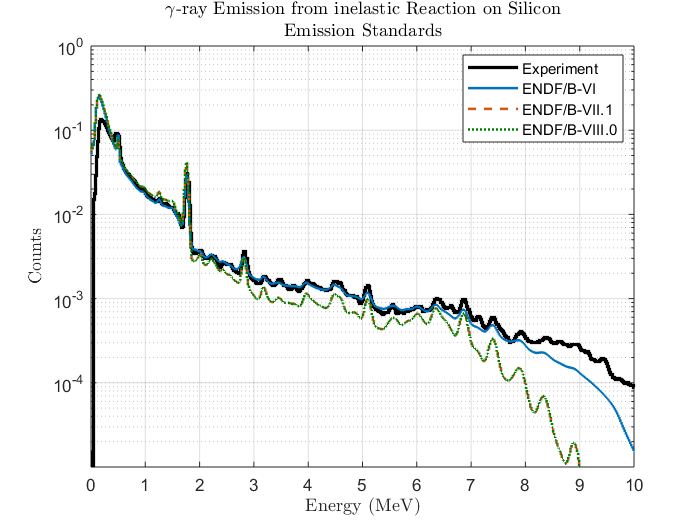 γ-ray Emission from inelastic Reaction on Silicon
Emission Standards
Experiment
ENDF/B-VI
ENDF/B-VII.1
ENDF/B-VIII.0
10^0
10^-1
10^-2
10^-3
10^-4
Counts
0 1 2 3 4 5 6 7 8 9 10
Energy (MeV)